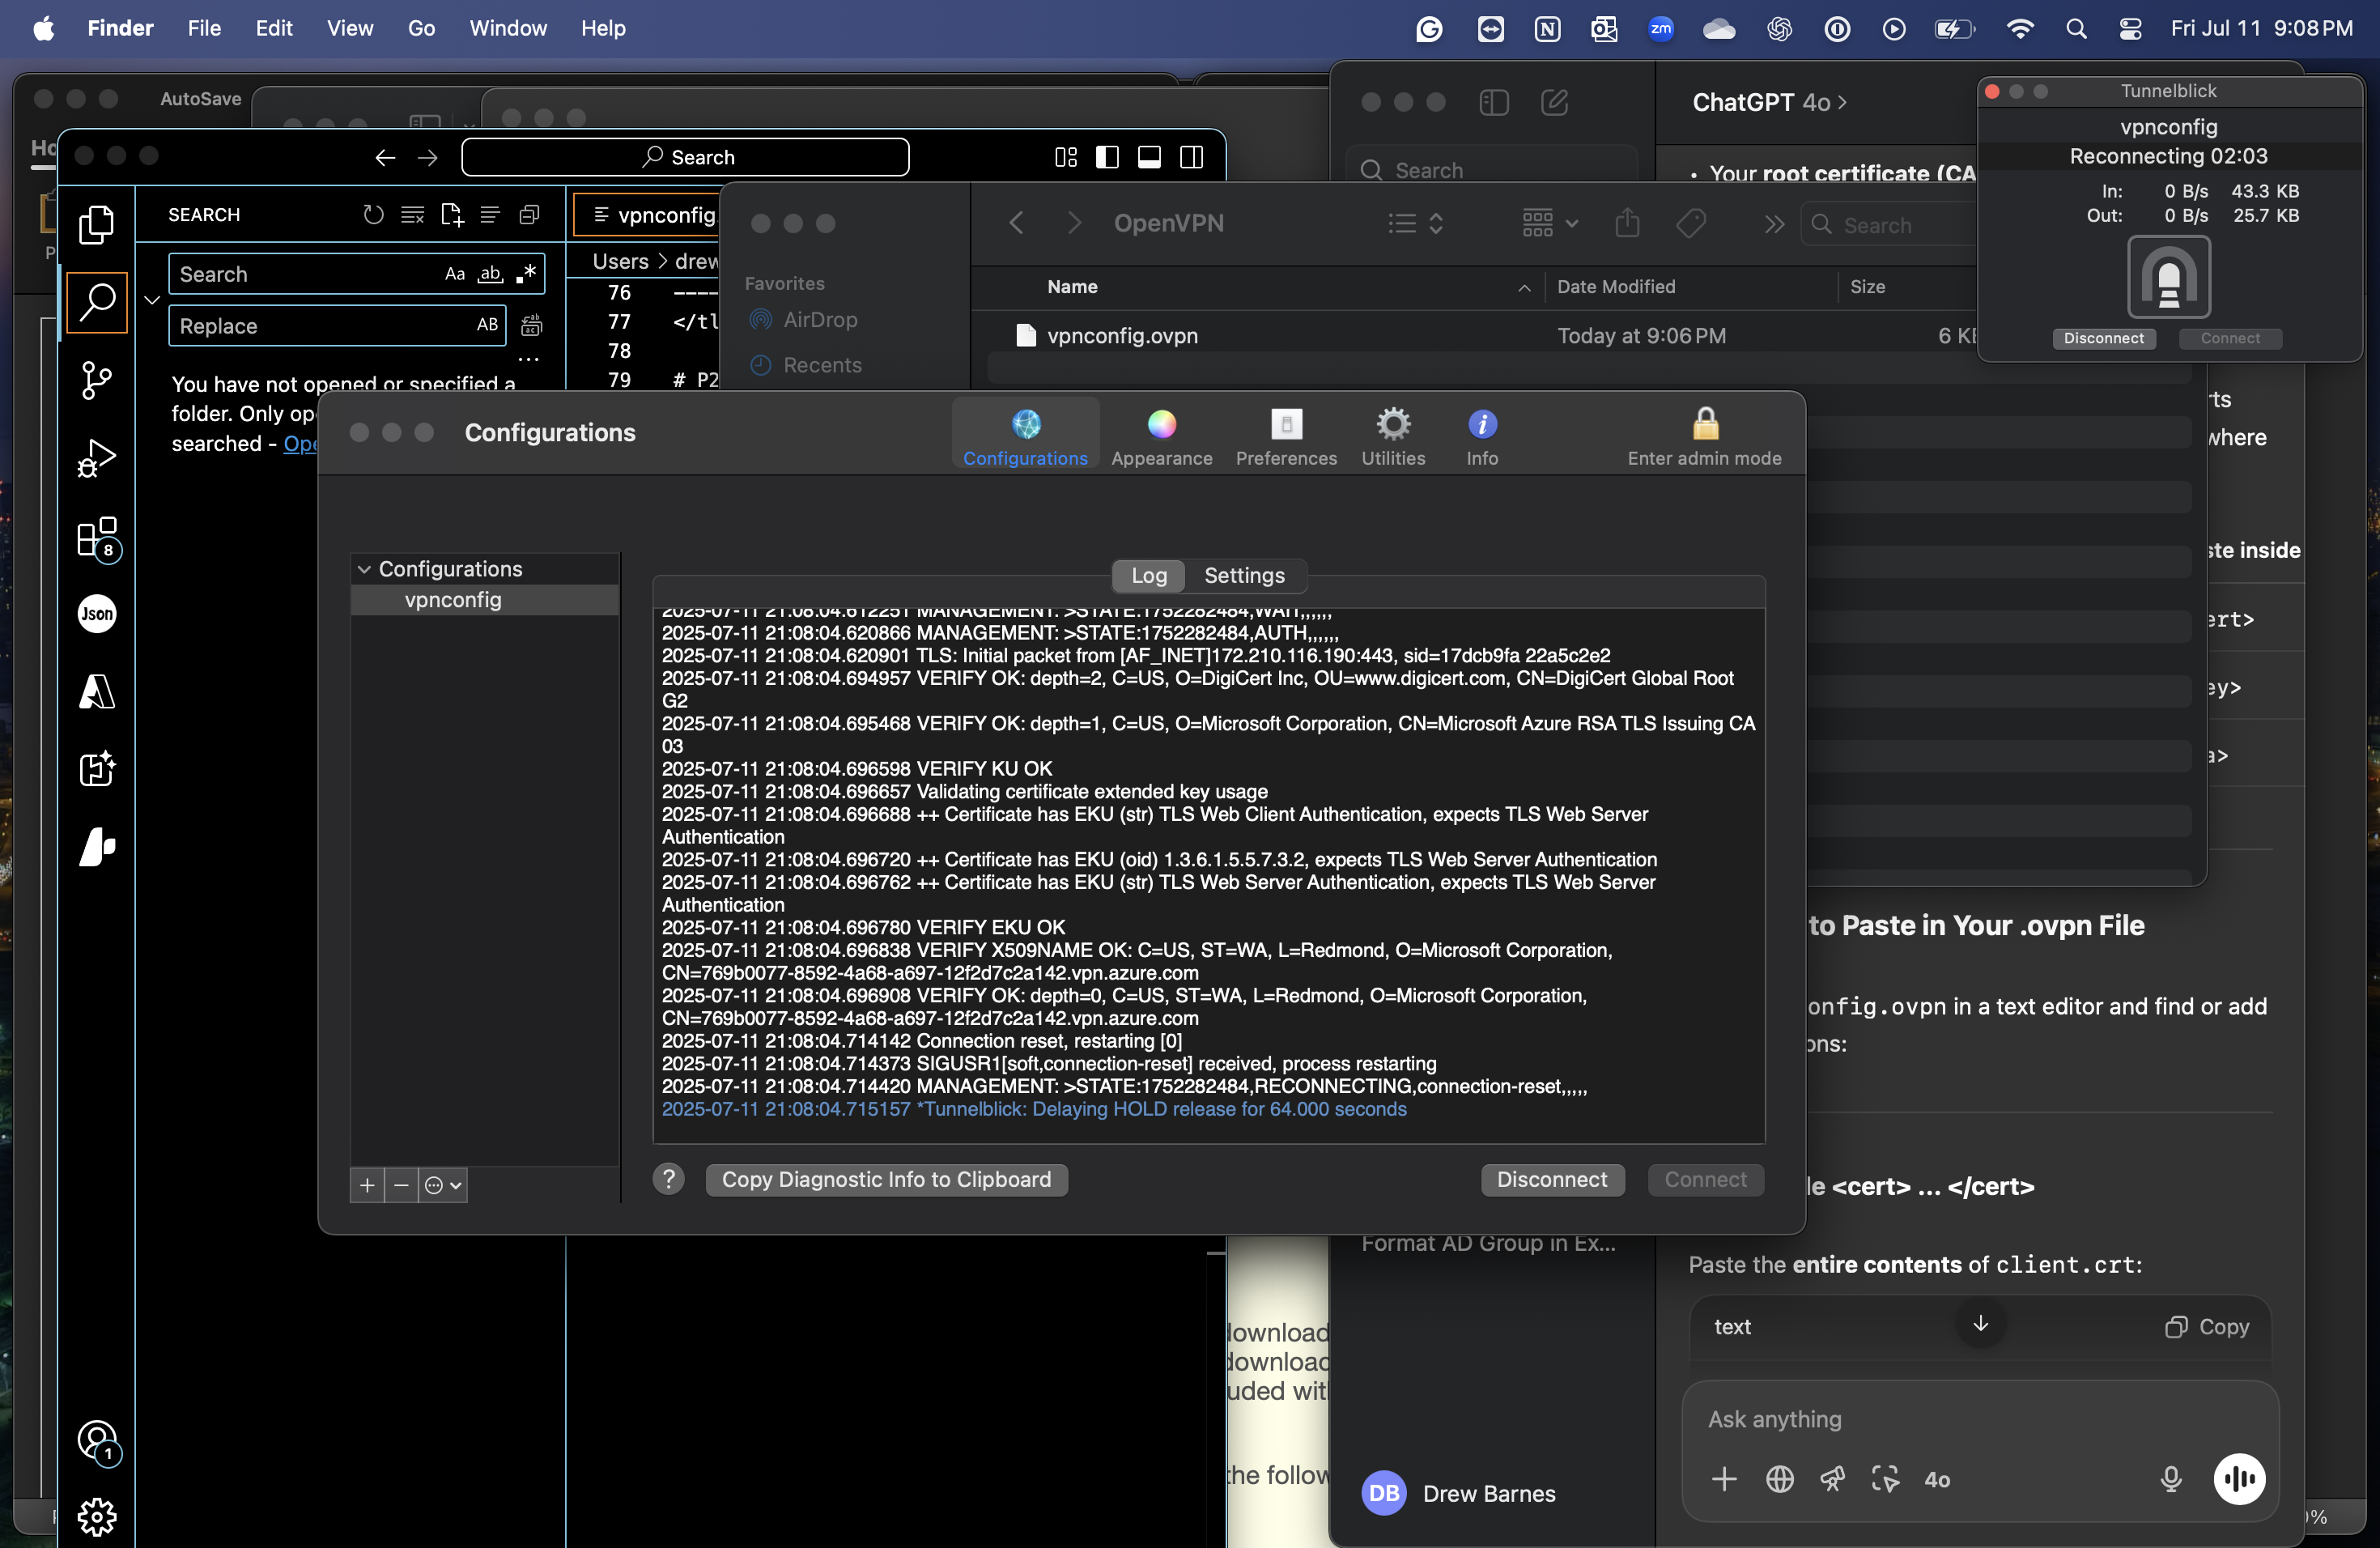 Finder File Edit View Go Window Help
zm
Fri Jul 11 9:08 PM
AutoSave
Search
SEARCH
Search
Aa ab
Replace
AB
You have not opened or specified a
folder. Only
searched -
8
Json
1
vpnconfig.
Users > drew
76
77 </tl
78
79 # P2
OpenVPN
Search
Favorites
AirDrop
Recents
Name Date Modified Size
vpnconfig.ovpn Today at 9:06 PM 6
ChatGPT 4o >
Search
• Your root certificate (CA
Tunnelblick
vpnconfig
Reconnecting 02:03
In: 0 B/s 43.3 KB
Out: 0 B/s 25.7 KB
Disconnect Connect
Configurations
Configurations Appearance Preferences Utilities Info Enter admin mode
Configurations
vpnconfig
Log Settings
2025-07-11 21:08:04.612251 MANAGEMENT: >STATE:1752282484,WAIT,,,,,,
2025-07-11 21:08:04.620866 MANAGEMENT: >STATE:1752282484,AUTH,,,,,,
2025-07-11 21:08:04.620901 TLS: Initial packet from [AF_INET]172.210.116.190:443, sid=17dcb9fa 22a5c2e2
2025-07-11 21:08:04.694957 VERIFY OK: depth=2, C=US, O=DigiCert Inc, OU=www.digicert.com, CN=DigiCert Global Root
G2
2025-07-11 21:08:04.695468 VERIFY OK: depth=1, C=US, O=Microsoft Corporation, CN=Microsoft Azure RSA TLS Issuing CA
03
2025-07-11 21:08:04.696598 VERIFY KU OK
2025-07-11 21:08:04.696657 Validating certificate extended key usage
2025-07-11 21:08:04.696688 ++ Certificate has EKU (str) TLS Web Client Authentication, expects TLS Web Server
Authentication
2025-07-11 21:08:04.696720 ++ Certificate has EKU (oid) 1.3.6.1.5.5.7.3.2, expects TLS Web Server Authentication
2025-07-11 21:08:04.696762 ++ Certificate has EKU (str) TLS Web Server Authentication, expects TLS Web Server
Authentication
2025-07-11 21:08:04.696780 VERIFY EKU OK
2025-07-11 21:08:04.696838 VERIFY X509NAME OK: C=US, ST=WA, L=Redmond, O=Microsoft Corporation,
CN=769b0077-8592-4a68-a697-12f2d7c2a142.vpn.azure.com
2025-07-11 21:08:04.696908 VERIFY OK: depth=0, C=US, ST=WA, L=Redmond, O=Microsoft Corporation,
CN=769b0077-8592-4a68-a697-12f2d7c2a142.vpn.azure.com
2025-07-11 21:08:04.714142 Connection reset, restarting [0]
2025-07-11 21:08:04.714373 SIGUSR1[soft,connection-reset] received, process restarting
2025-07-11 21:08:04.714420 MANAGEMENT: >STATE:1752282484,RECONNECTING,connection-reset,,,,,
2025-07-11 21:08:04.715157 *Tunnelblick: Delaying HOLD release for 64.000 seconds
? Copy Diagnostic Info to Clipboard Disconnect Connect
rts
where
ste inside
ert>
ey>
a>
to Paste in Your .ovpn File
onfig.ovpn in a text editor and find or add
ons:
le <cert> ... </cert>
Format AD Group in Ex...
Paste the entire contents of client.crt:
text Copy
download
download
uded wit
the follow
Ask anything
4o
DB Drew Barnes